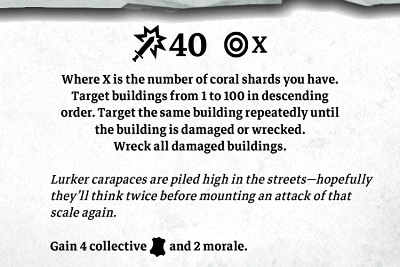 40 X
Where X is the number of coral shards you have.
Target buildings from 1 to 100 in descending
order. Target the same building repeatedly until
the building is damaged or wrecked.
Wreck all damaged buildings.
Lurker carapaces are piled high in the streets—hopefully
they'll think twice before mounting an attack of that
scale again.
Gain 4 collective and 2 morale.